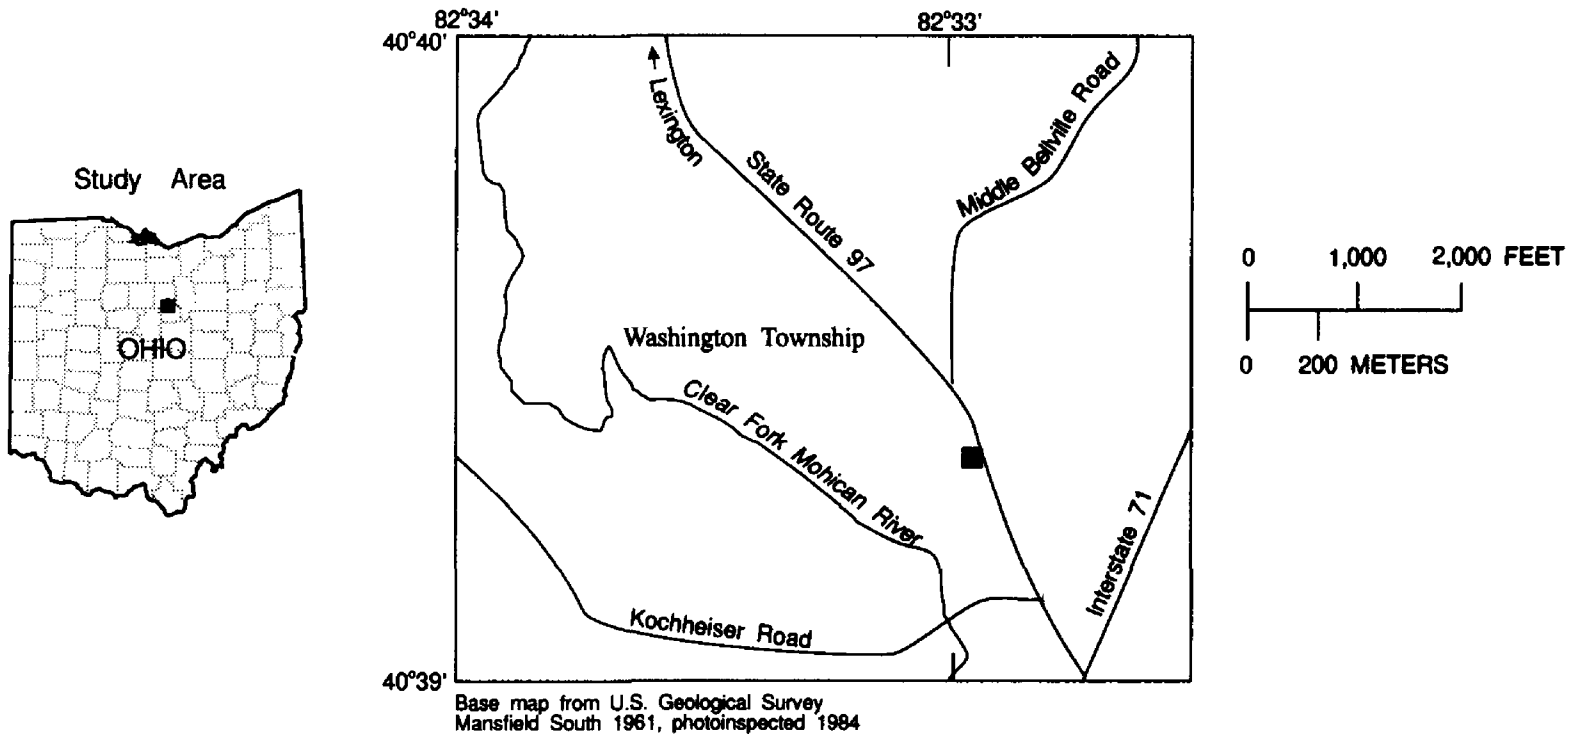 82°34'
82°33'
40°40'
Lexington
State Route 97
Middle Bellville Road
Study Area
OHIO
0 1,000 2,000 FEET
0 200 METERS
Washington Township
Clear Fork Mohican River
Interstate 71
Kochheiser Road
40°39'
Base map from U.S. Geological Survey
Mansfield South 1961, photoinspected 1984